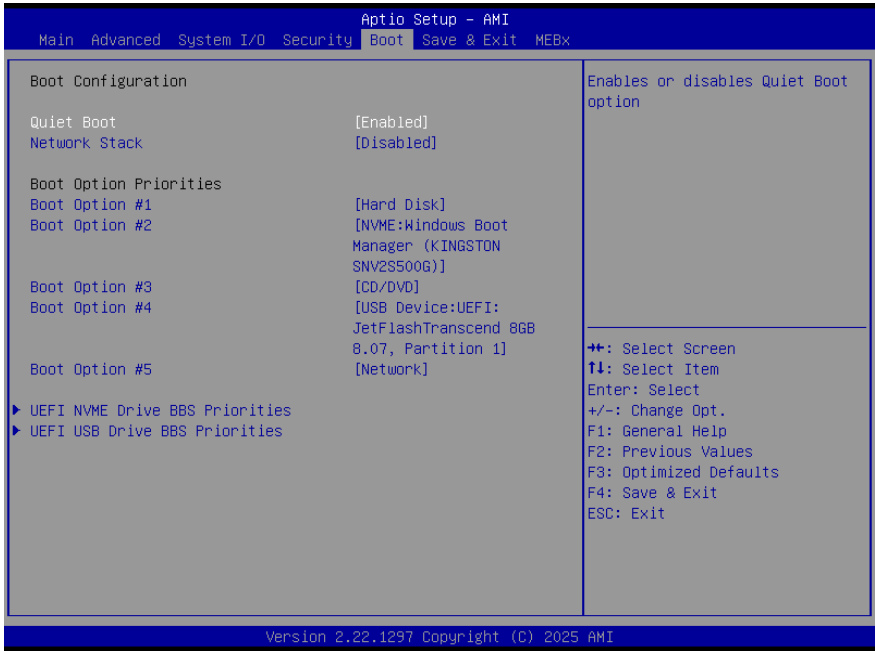 Aptio Setup – AMI
Main Advanced System I/O Security Boot Save & Exit MEBx
Boot Configuration
Quiet Boot [Enabled]
Network Stack [Disabled]
Boot Option Priorities
Boot Option #1 [Hard Disk]
Boot Option #2 [NVME:Windows Boot
Manager (KINGSTON
SNV2S500G)]
Boot Option #3 [CD/DVD]
Boot Option #4 [USB Device:UEFI:
JetFlashTranscend 8GB
8.07, Partition 1]
Boot Option #5 [Network]
UEFI NVME Drive BBS Priorities
UEFI USB Drive BBS Priorities
Enables or disables Quiet Boot
option
→←: Select Screen
↑↓: Select Item
Enter: Select
+/-: Change Opt.
F1: General Help
F2: Previous Values
F3: Optimized Defaults
F4: Save & Exit
ESC: Exit
Version 2.22.1297 Copyright (C) 2025 AMI